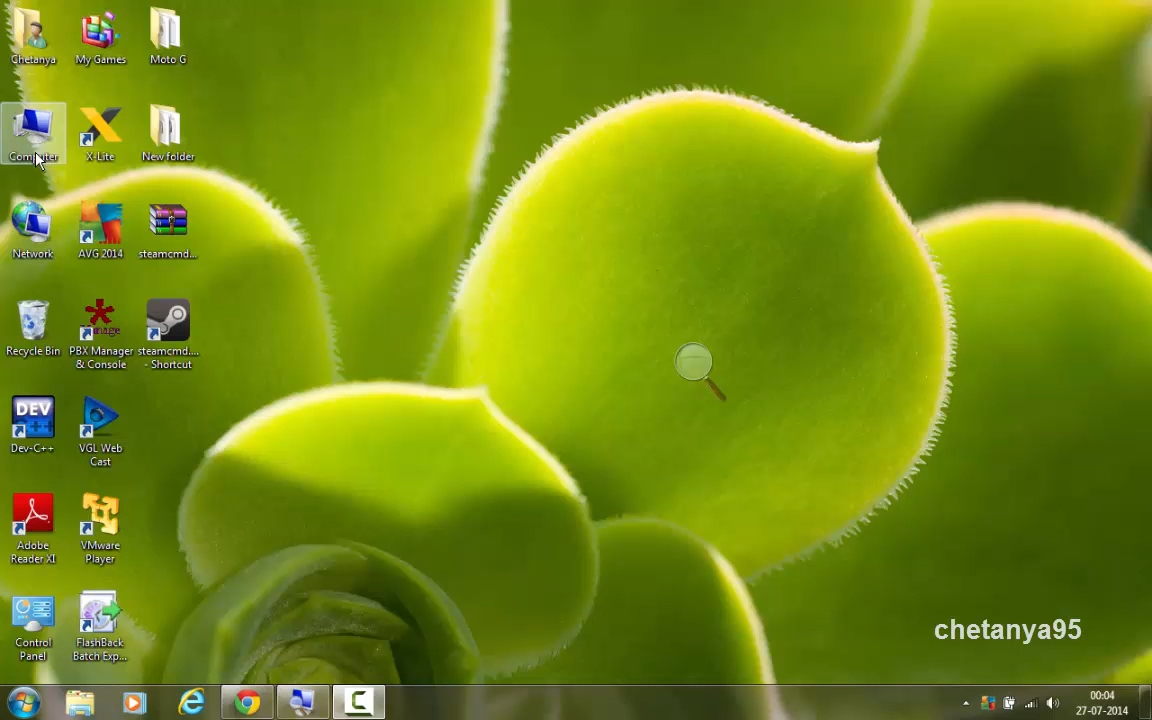 Chetanya
My Games
Moto G
Computer
X-Lite
New folder
Network
AVG 2014
steamcmd...
Recycle Bin
PBX Manager
& Console
steamcmd....
- Shortcut
DEV
Dev-C++
VGL Web
Cast
Adobe
Reader XI
VMware
Player
Control
Panel
FlashBack
Batch Exp...
chetanya95
00:04
27-07-2014